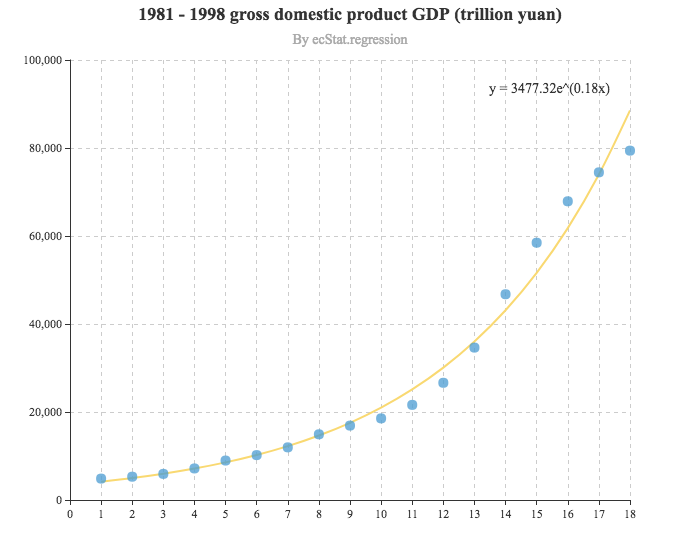 1981 - 1998 gross domestic product GDP (trillion yuan)
By ecStat.regression
100,000
y = 3477.32e^(0.18x)
80,000
60,000
40,000
20,000
0
0 1 2 3 4 5 6 7 8 9 10 11 12 13 14 15 16 17 18